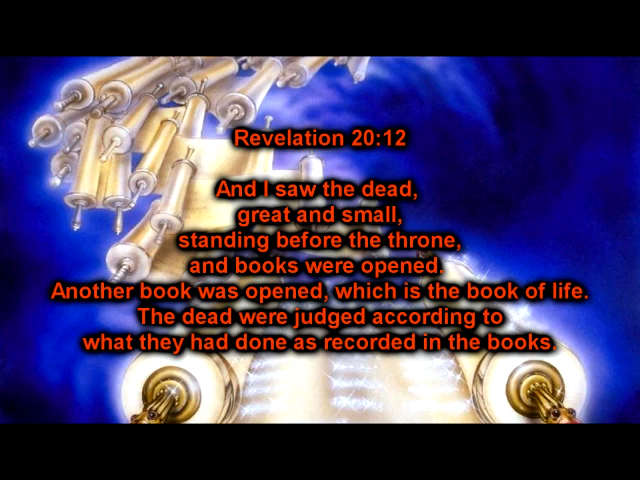 Revelation 20:12
And I saw the dead,
great and small,
standing before the throne,
and books were opened.
Another book was opened, which is the book of life.
The dead were judged according to
what they had done as recorded in the books.